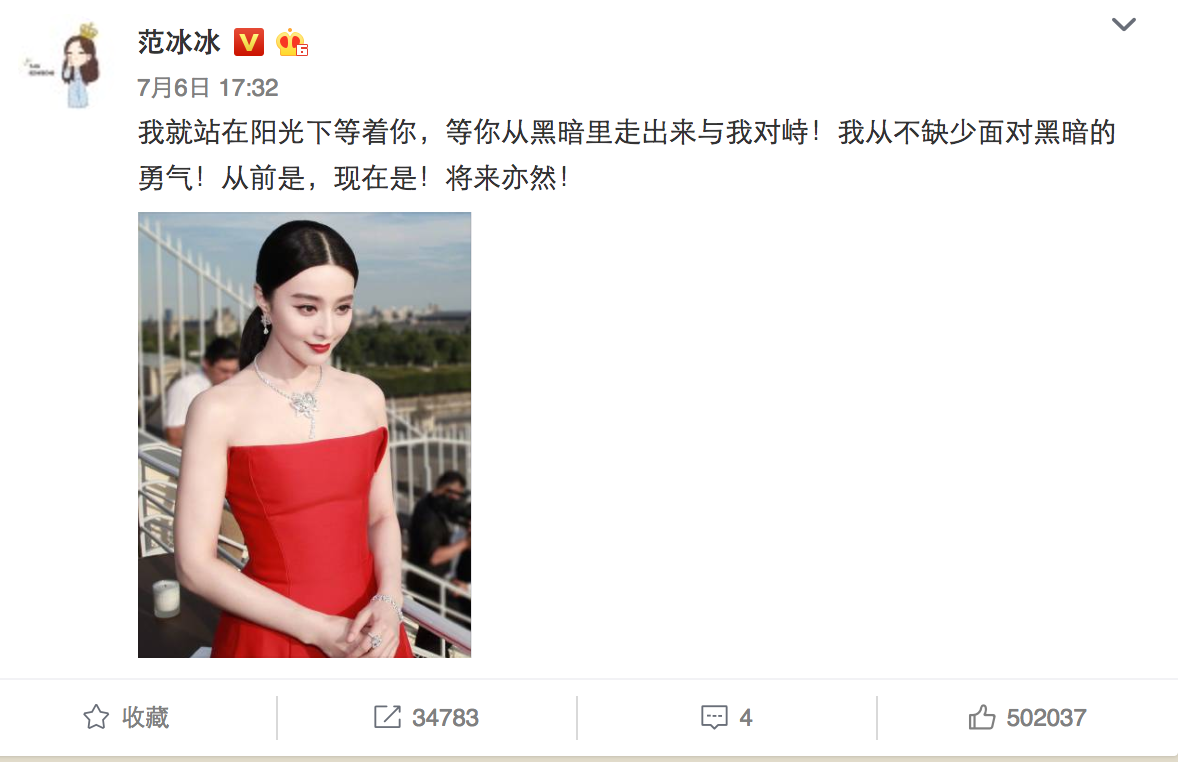 范冰冰
7月6日 17:32
我就站在阳光下等着你，等你从黑暗里走出来与我对峙！我从不缺少面对黑暗的
勇气！从前是，现在是！将来亦然！
收藏
34783
4
502037